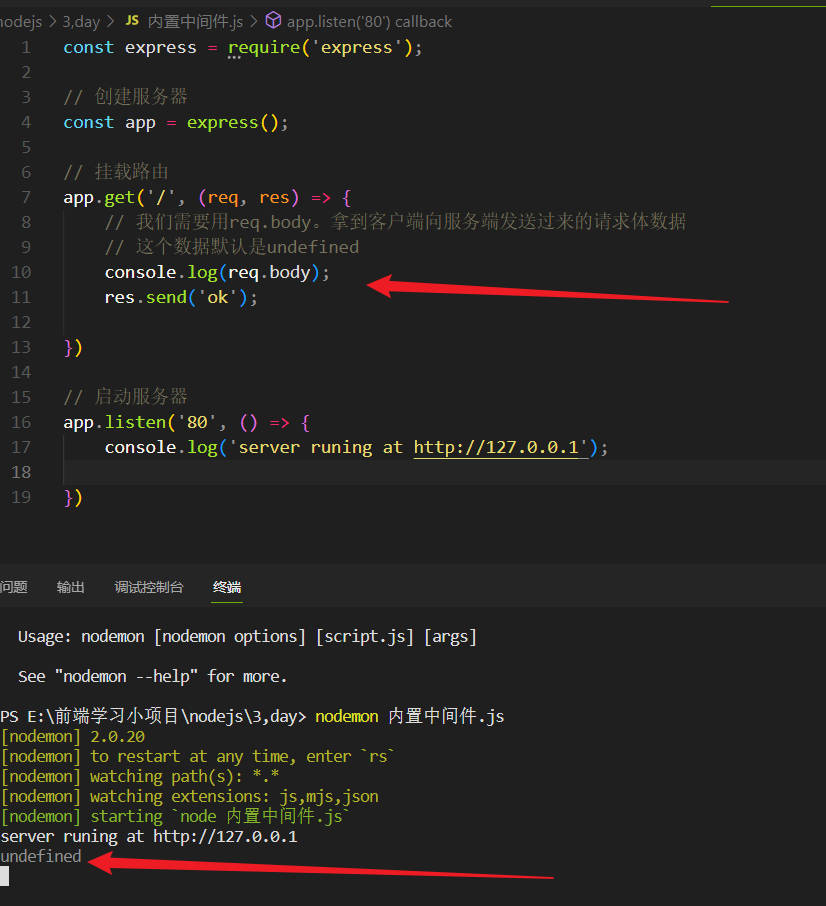 nodejs > 3,day > JS 内置中间件.js > app.listen('80') callback
1 const express = require('express');
2
3 // 创建服务器
4 const app = express();
5
6 // 挂载路由
7 app.get('/', (req, res) => {
8 // 我们需要用req.body。拿到客户端向服务端发送过来的请求体数据
9 // 这个数据默认是undefined
10 console.log(req.body);
11 res.send('ok');
12
13 })
14
15 // 启动服务器
16 app.listen('80', () => {
17 console.log('server runing at http://127.0.0.1');
18
19 })
问题 输出 调试控制台 终端
Usage: nodemon [nodemon options] [script.js] [args]
See "nodemon --help" for more.
PS E:\前端学习小项目\nodejs\3,day> nodemon 内置中间件.js
[nodemon] 2.0.20
[nodemon] to restart at any time, enter `rs`
[nodemon] watching path(s): *.*
[nodemon] watching extensions: js,mjs,json
[nodemon] starting `node 内置中间件.js`
server runing at http://127.0.0.1
undefined